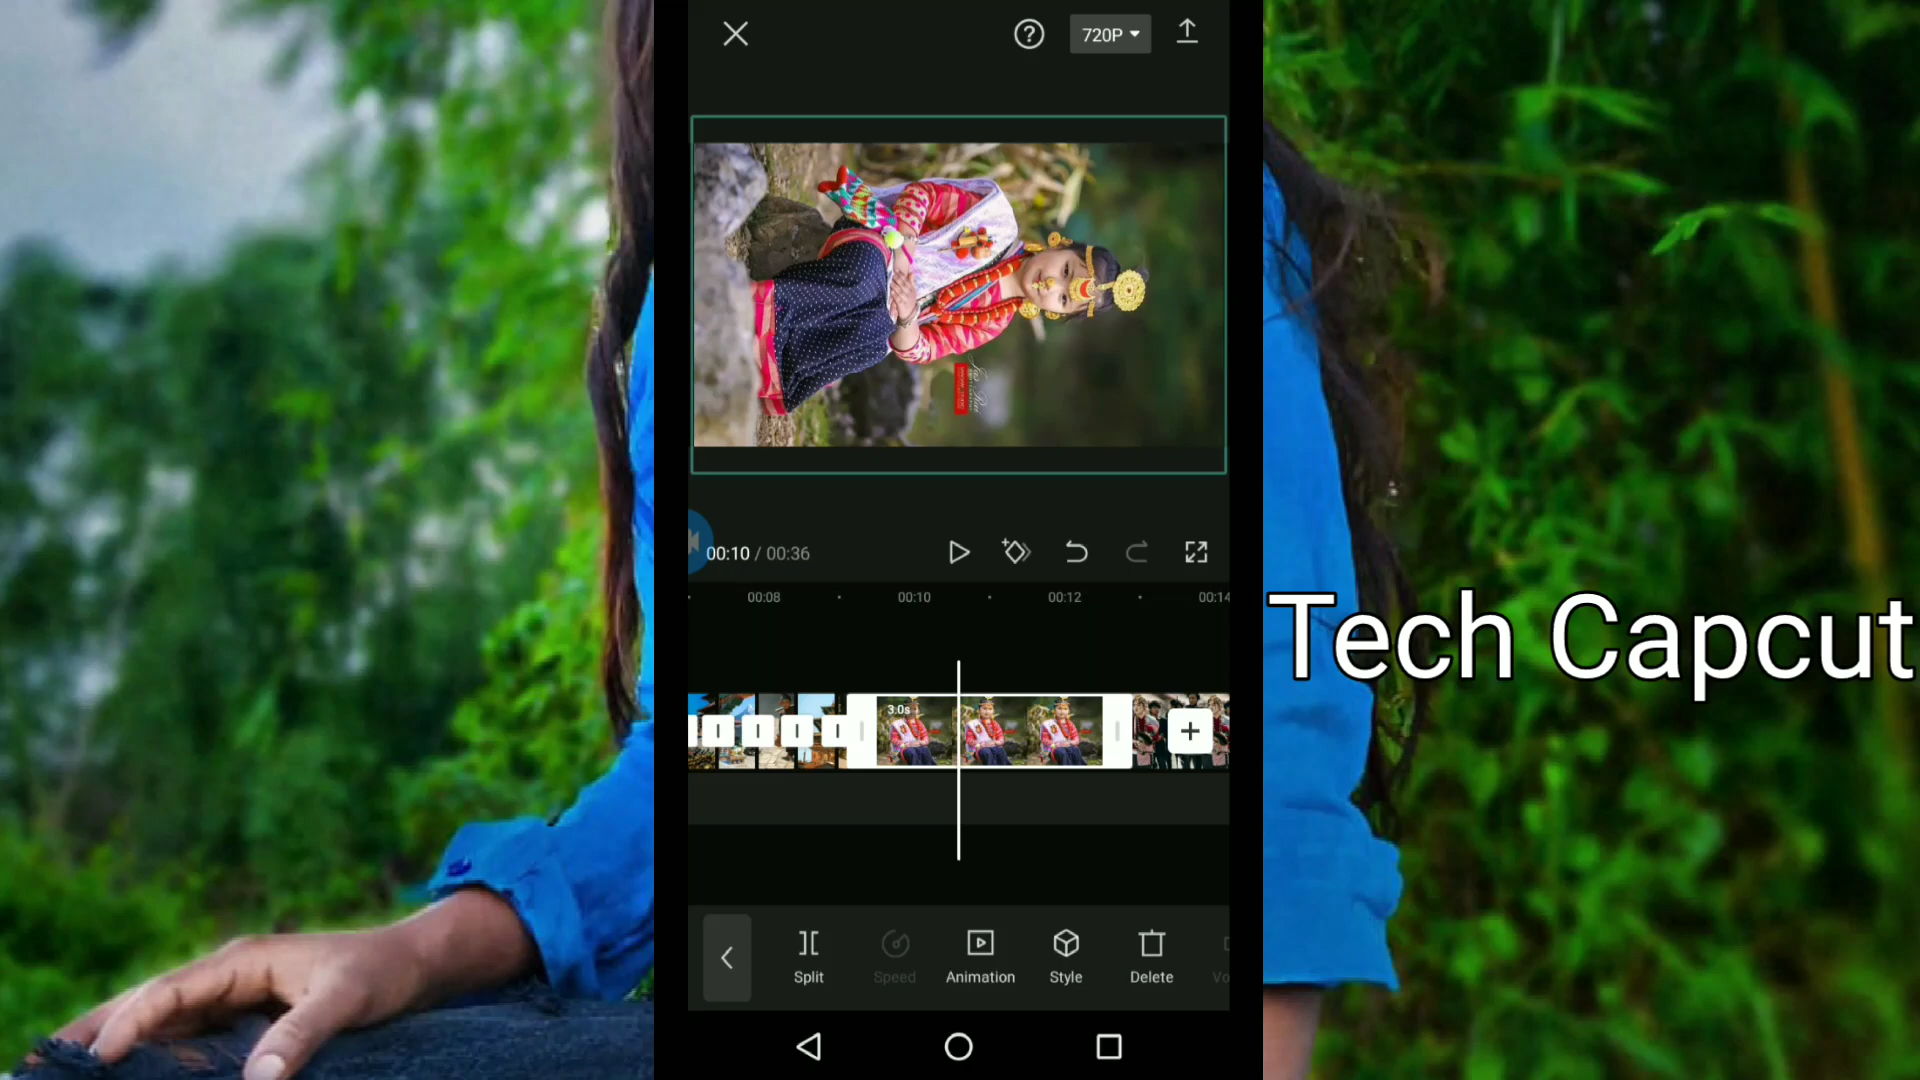 720P
00:10 / 00:36
00:08
00:10
00:12
00:14
Tech Capcut
3.0s
Split
Speed
Animation
Style
Delete